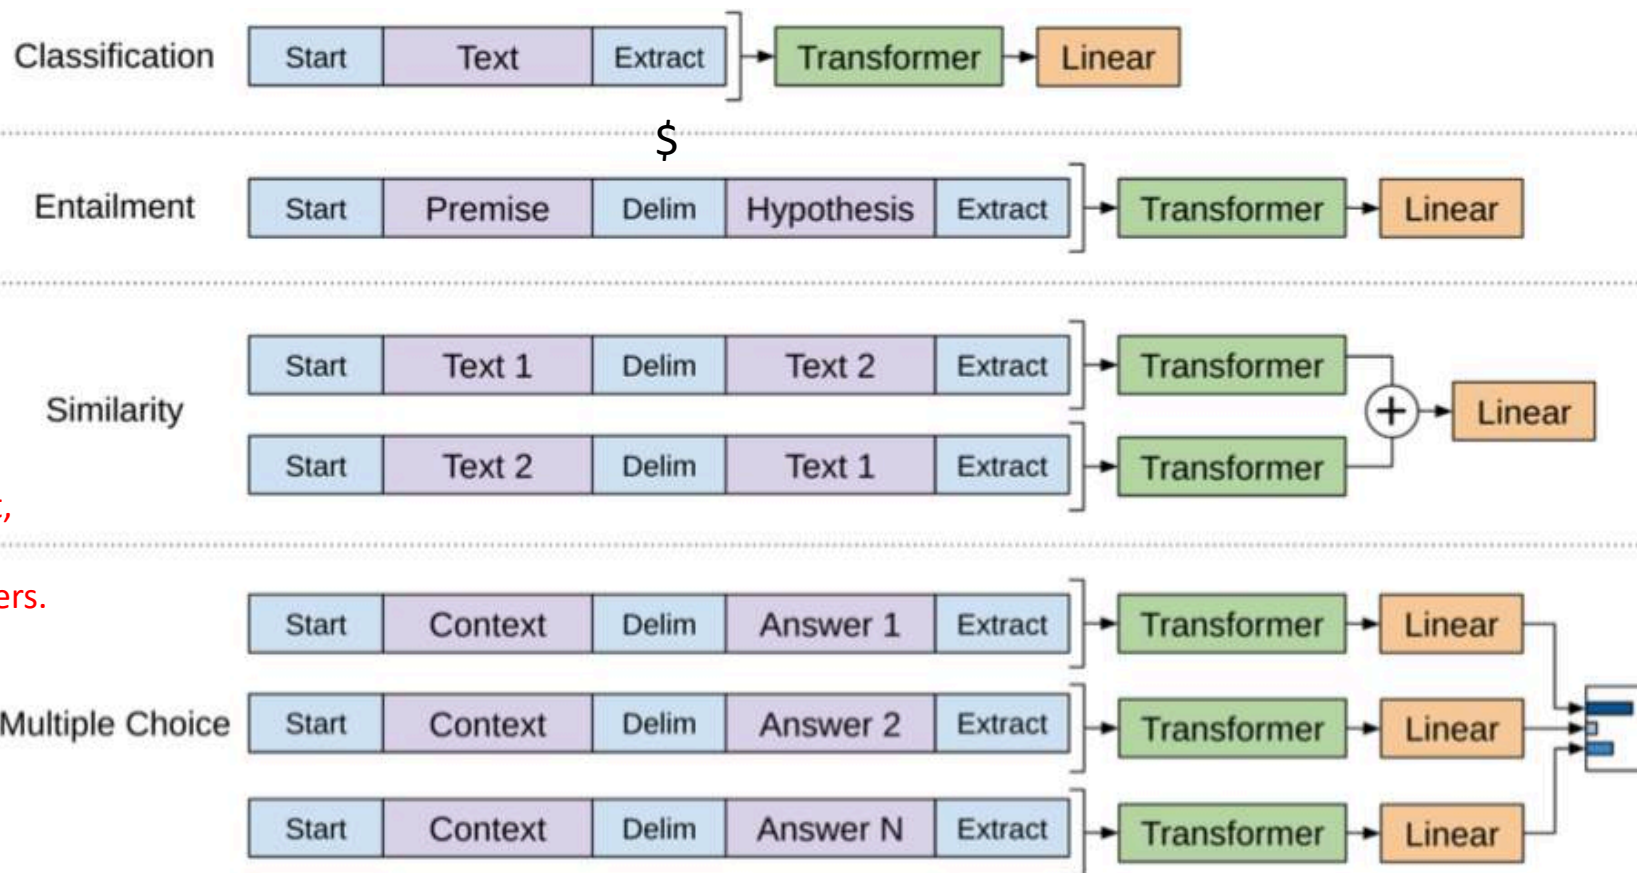 Classification Start Text Extract Transformer Linear
$
Entailment Start Premise Delim Hypothesis Extract Transformer Linear
Start Text 1 Delim Text 2 Extract Transformer
Similarity + Linear
Start Text 2 Delim Text 1 Extract Transformer
,
ers.
Start Context Delim Answer 1 Extract Transformer Linear
Multiple Choice Start Context Delim Answer 2 Extract Transformer Linear
Start Context Delim Answer N Extract Transformer Linear